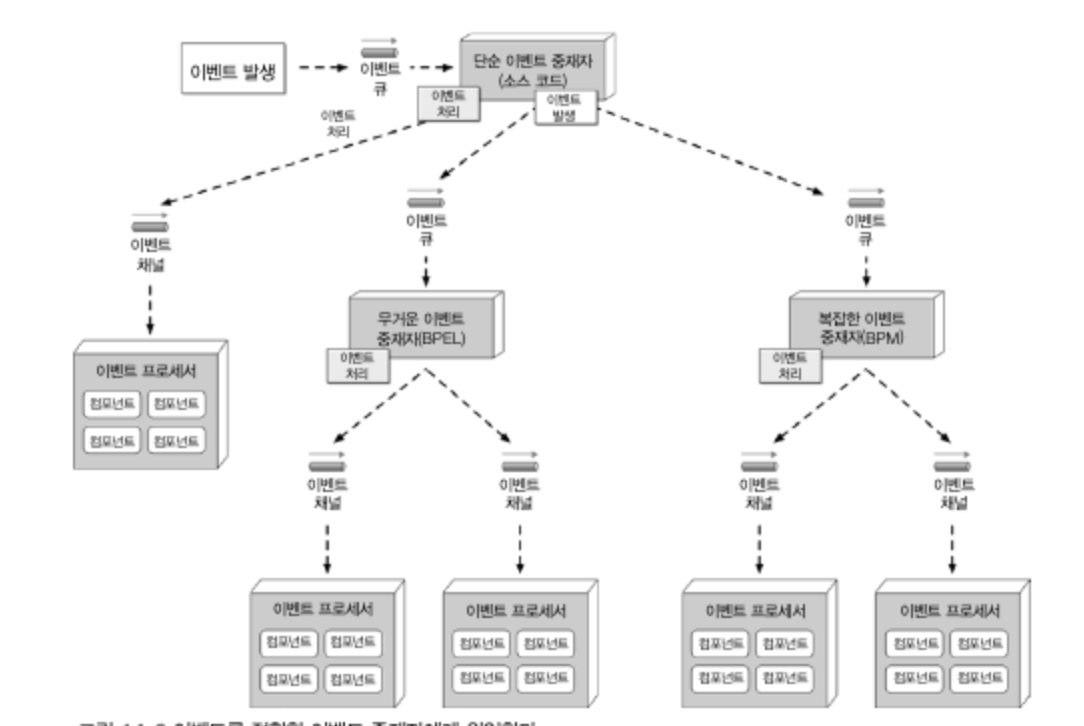 이벤트 발생
이벤트
큐
단순 이벤트 중재자
(소스 코드)
이벤트
처리
이벤트
발생
이벤트
처리
이벤트
채널
이벤트
큐
이벤트
큐
무거운 이벤트
중재자(BPEL)
이벤트
처리
복잡한 이벤트
중재자(BPM)
이벤트
처리
이벤트 프로세서
컴포넌트 컴포넌트
컴포넌트 컴포넌트
이벤트
채널
이벤트
채널
이벤트
채널
이벤트
채널
이벤트 프로세서
컴포넌트 컴포넌트
컴포넌트 컴포넌트
이벤트 프로세서
컴포넌트 컴포넌트
컴포넌트 컴포넌트
이벤트 프로세서
컴포넌트 컴포넌트
컴포넌트 컴포넌트
이벤트 프로세서
컴포넌트 컴포넌트
컴포넌트 컴포넌트